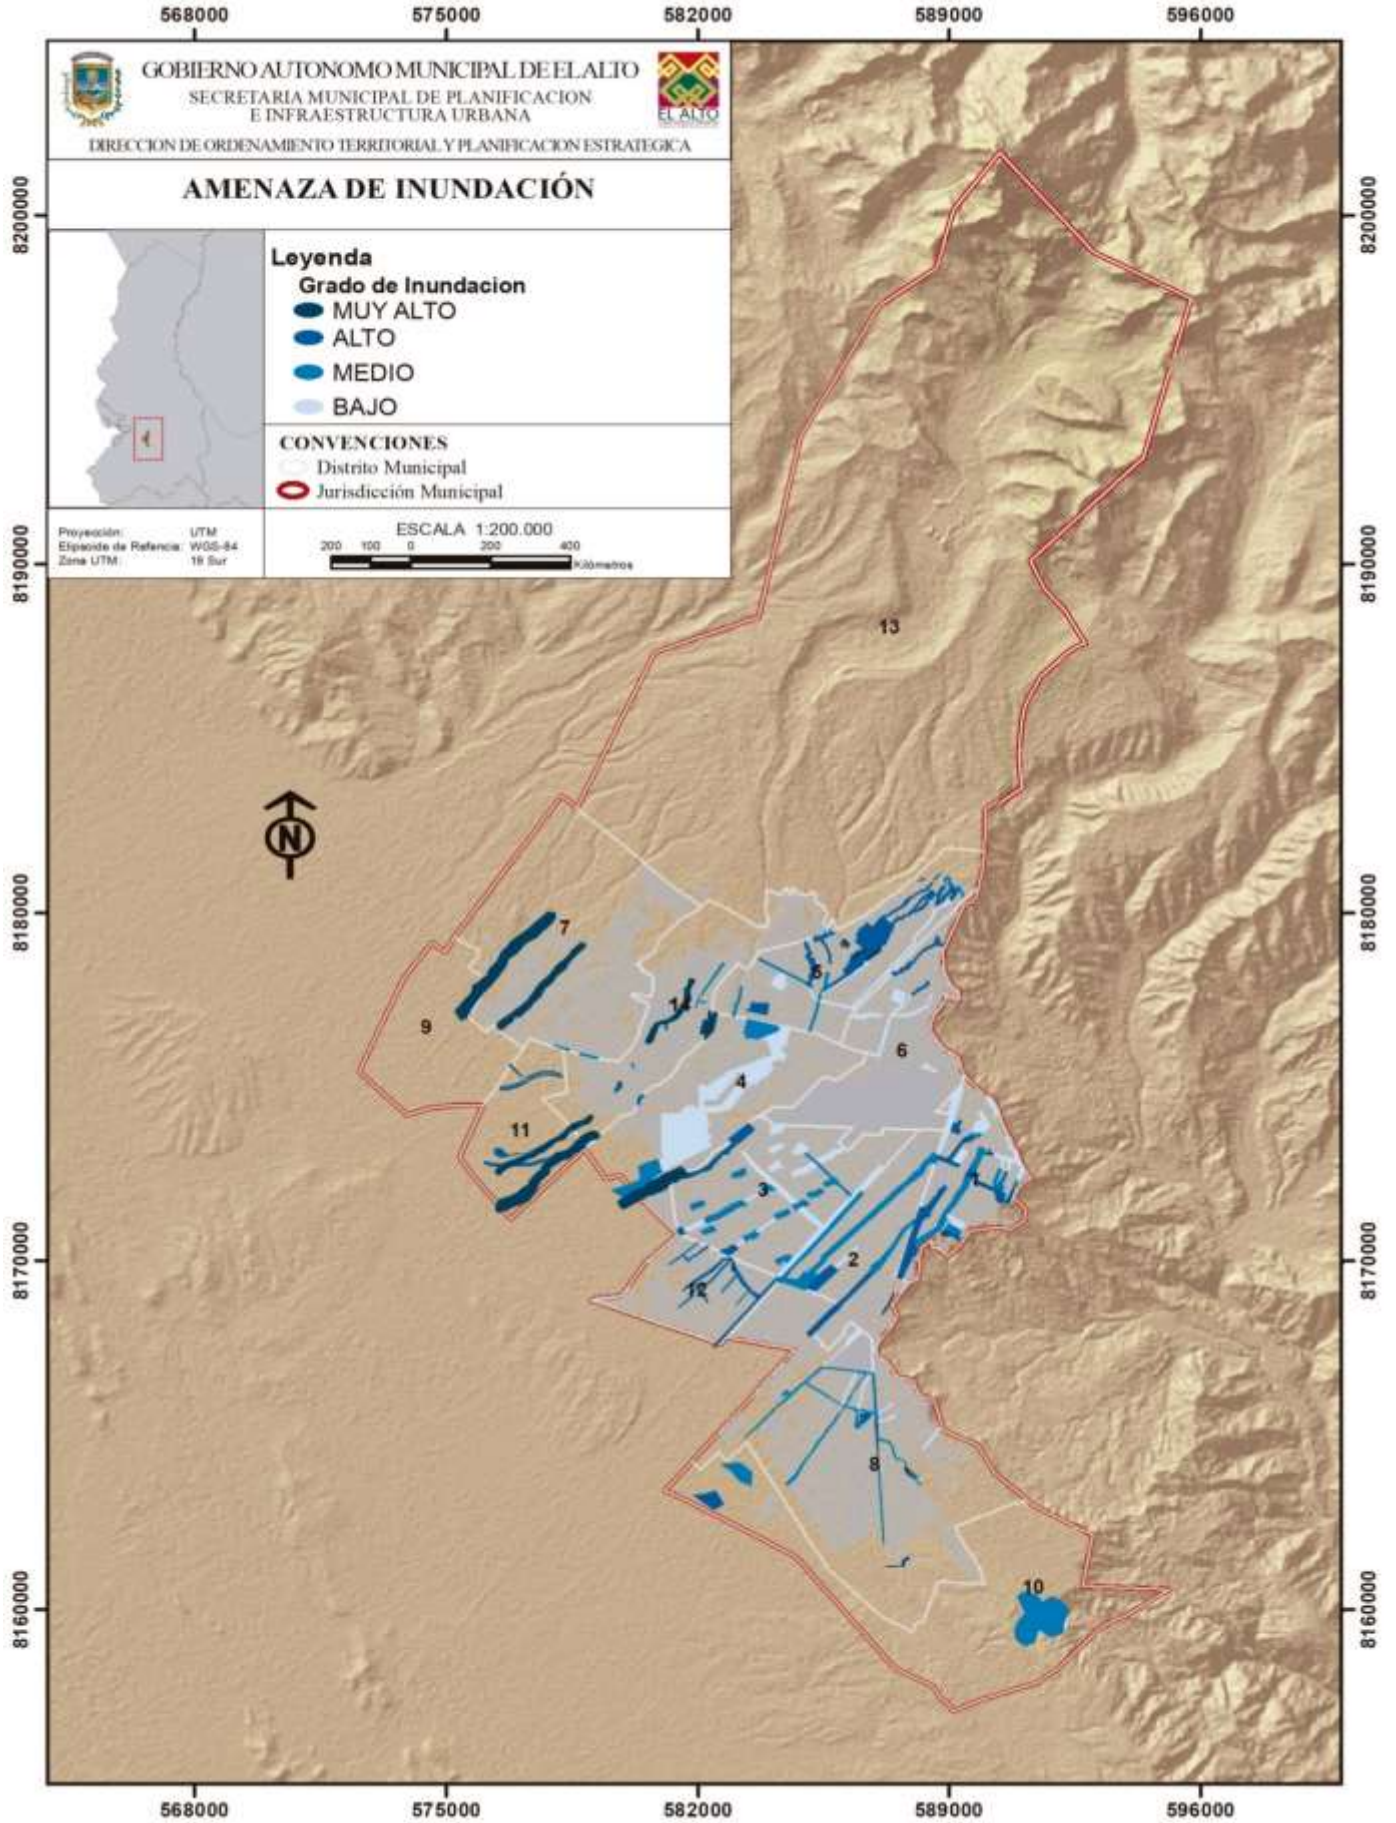 568000 575000 582000 589000 596000
GOBIERNO AUTONOMO MUNICIPAL DE EL ALTO
SECRETARIA MUNICIPAL DE PLANIFICACION
E INFRAESTRUCTURA URBANA
EL ALTO
DIRECCION DE ORDENAMIENTO TERRITORIAL Y PLANIFICACION ESTRATEGICA
AMENAZA DE INUNDACIÓN
Leyenda
Grado de Inundacion
MUY ALTO
ALTO
MEDIO
BAJO
CONVENCIONES
Distrito Municipal
Jurisdicción Municipal
Proyección: UTM
Elipsoide de Refencia: WGS-84
Zona UTM: 19 Sur
ESCALA 1:200.000
200 100 0 200 400
Kilómetros
8200000 8200000
8190000 8190000
13
N
8180000 8180000
7
5
14
9
6
4
11
1
3
8170000 8170000
2
12
8
10
8160000 8160000
568000 575000 582000 589000 596000